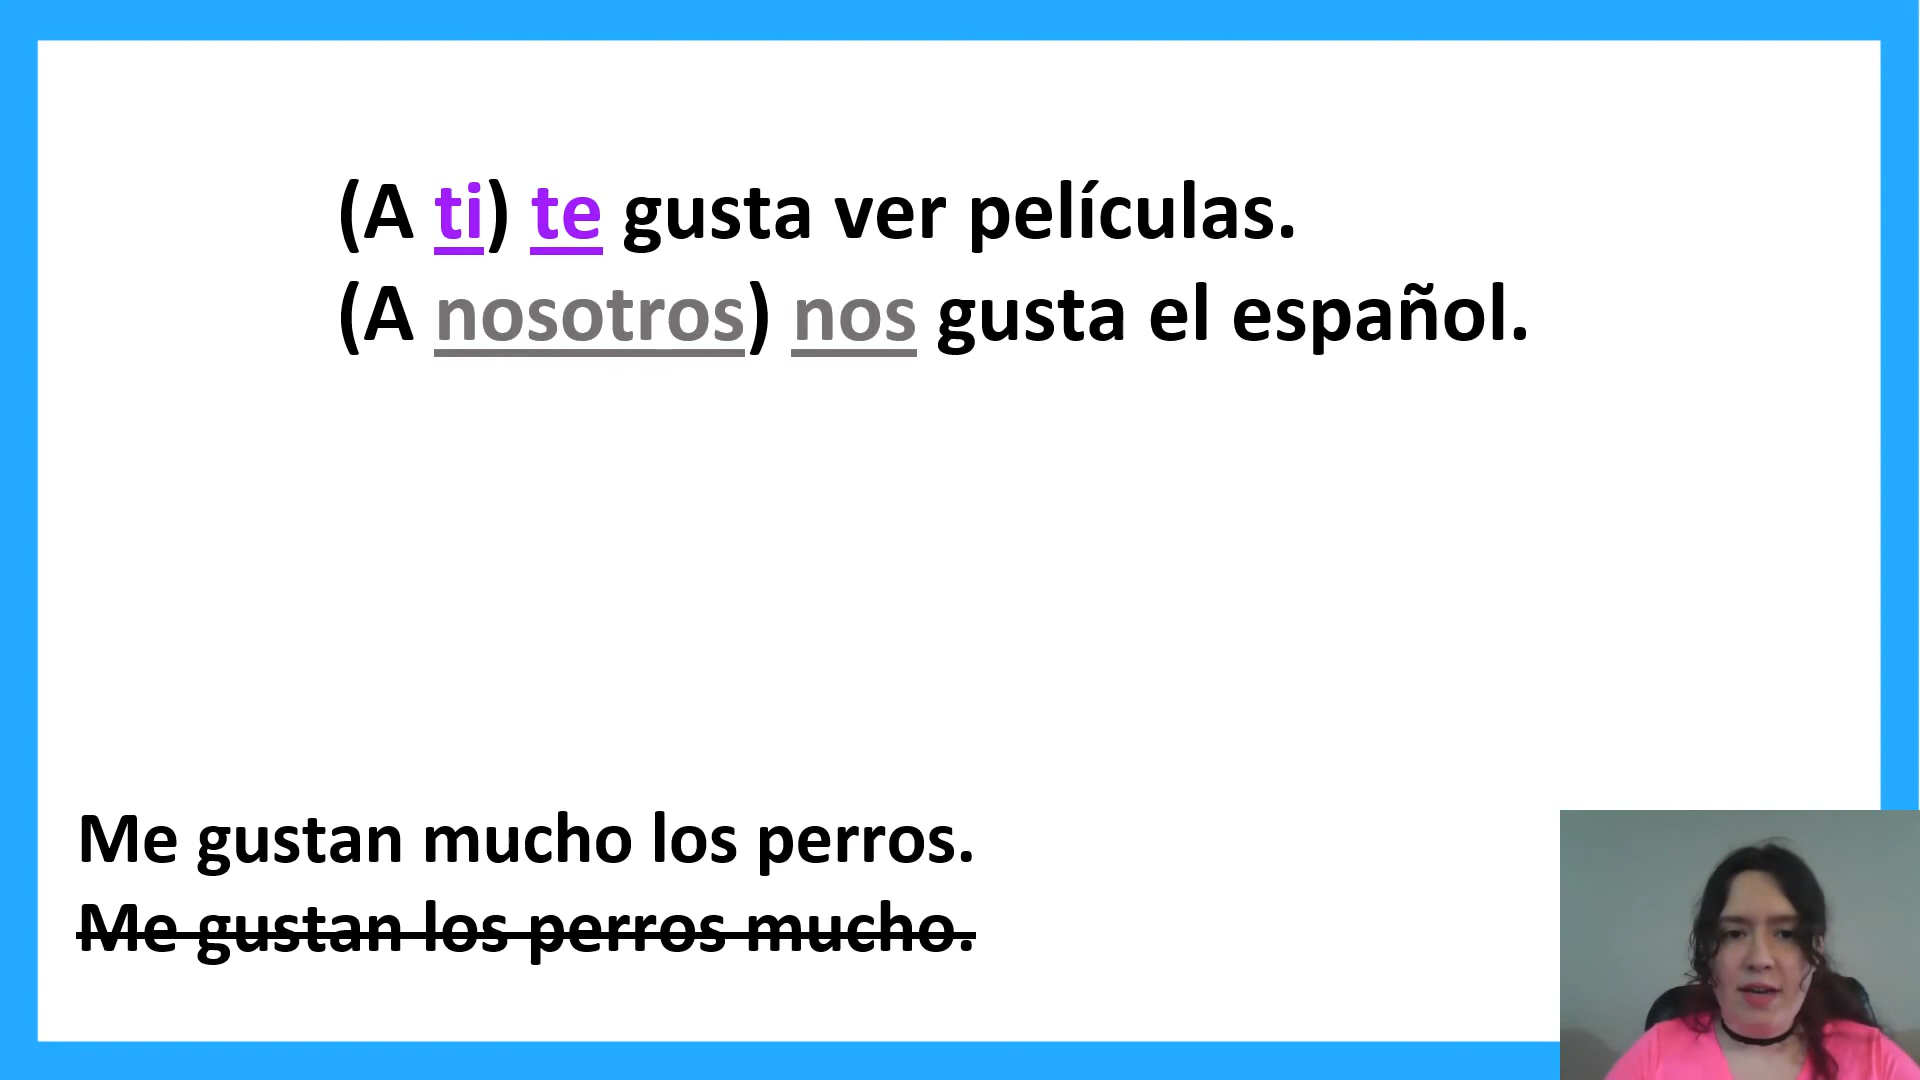 (A ti) te gusta ver películas.
(A nosotros) nos gusta el español.
Me gustan mucho los perros.
Me gustan los perros mucho.